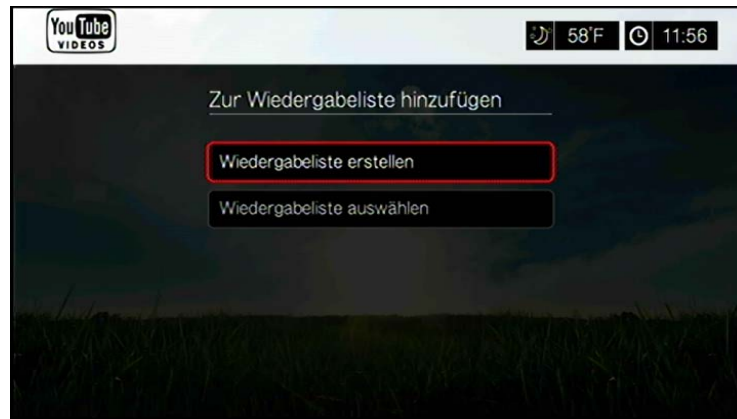 You Tube
VIDEOS
58°F 11:56
Zur Wiedergabeliste hinzufügen
Wiedergabeliste erstellen
Wiedergabeliste auswählen